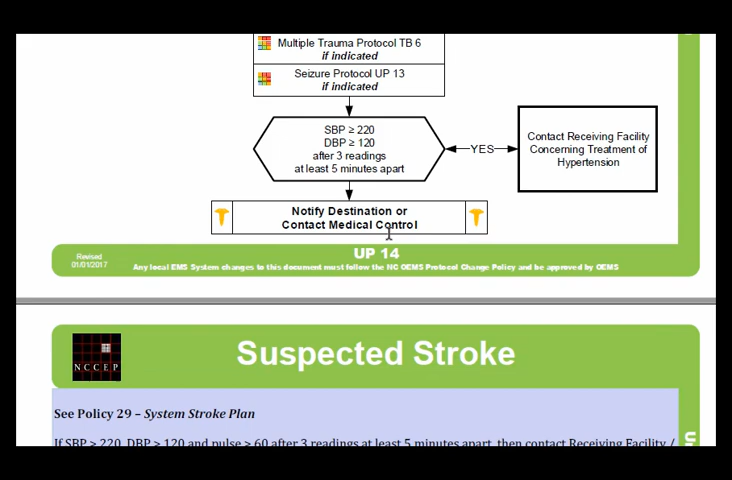 Multiple Trauma Protocol TB 6
if indicated
Seizure Protocol UP 13
if indicated
SBP ≥ 220
DBP ≥ 120
after 3 readings
at least 5 minutes apart
YES
Contact Receiving Facility
Concerning Treatment of
Hypertension
Notify Destination or
Contact Medical Control
Revised
01/01/2017
UP 14
Any local EMS System changes to this document must follow the NC OEMS Protocol Change Policy and be approved by OEMS
NCCEP
Suspected Stroke
See Policy 29 – System Stroke Plan
If SBP > 220, DBP > 120 and pulse > 60 after 3 readings at least 5 minutes apart, then contact Receiving Facility /